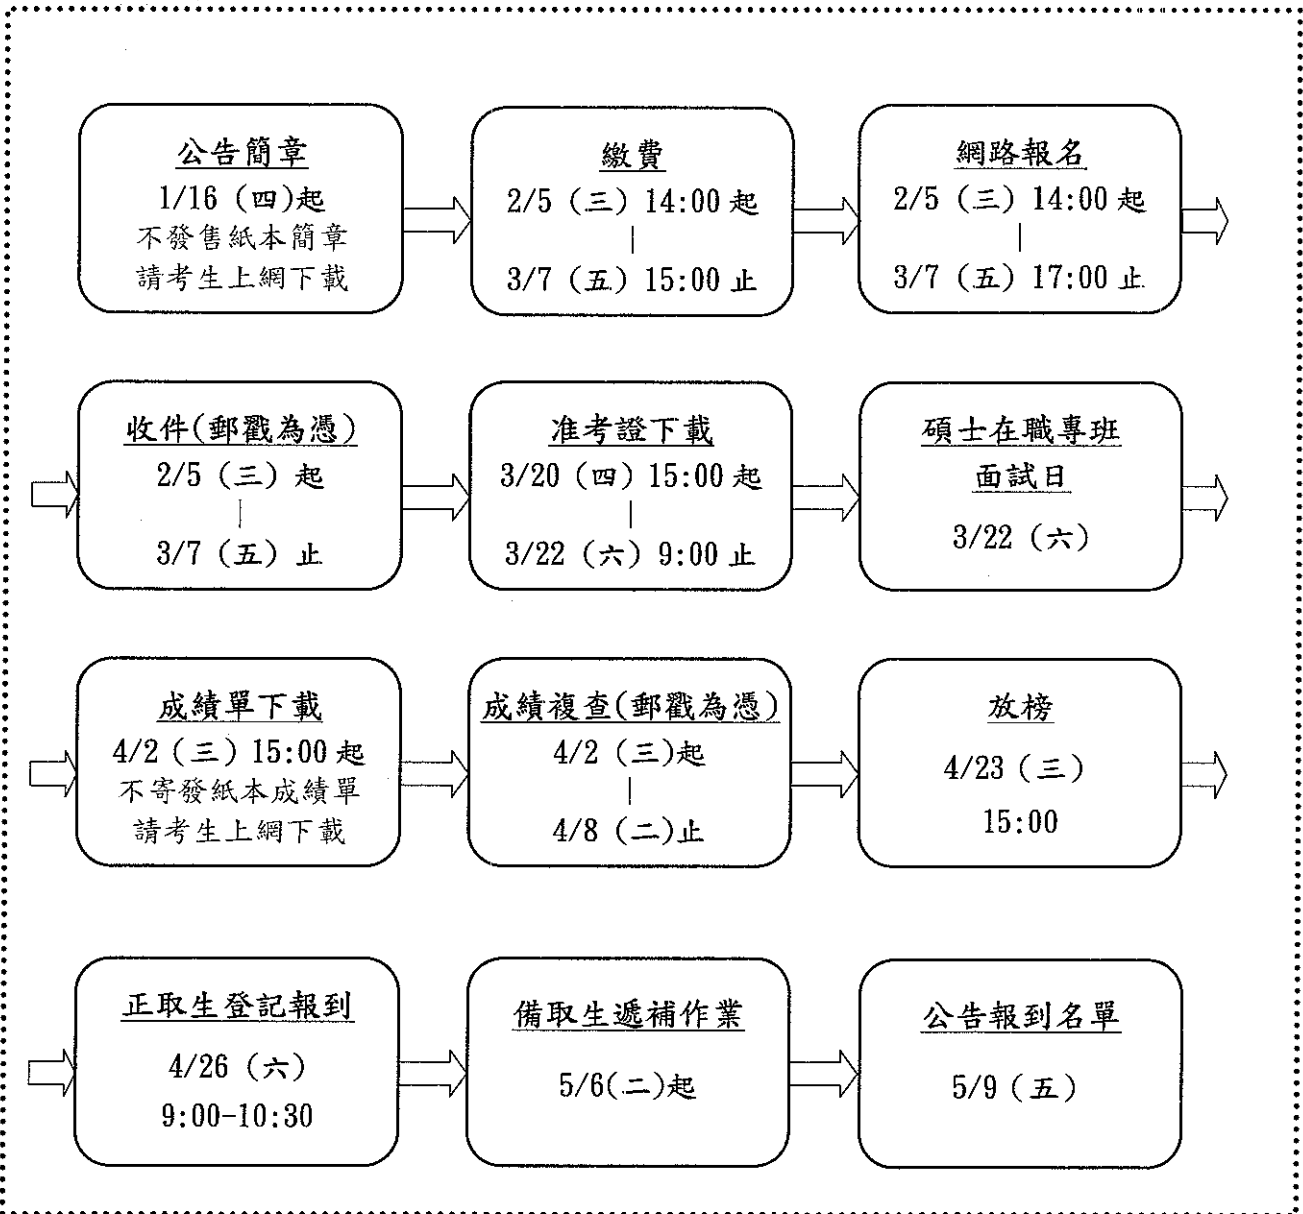 公告簡章
1/16 (四)起
不發售紙本簡章
請考生上網下載
繳費
2/5 (三) 14:00 起
|
3/7 (五) 15:00 止
網路報名
2/5 (三) 14:00 起
|
3/7 (五) 17:00 止
收件(郵戳為憑)
2/5 (三) 起
|
3/7 (五) 止
准考證下載
3/20 (四) 15:00 起
|
3/22 (六) 9:00 止
碩士在職專班
面試日
3/22 (六)
成績單下載
4/2 (三) 15:00 起
不寄發紙本成績單
請考生上網下載
成績複查(郵戳為憑)
4/2 (三)起
|
4/8 (二)止
放榜
4/23 (三)
15:00
正取生登記報到
4/26 (六)
9:00-10:30
備取生遞補作業
5/6(二)起
公告報到名單
5/9 (五)